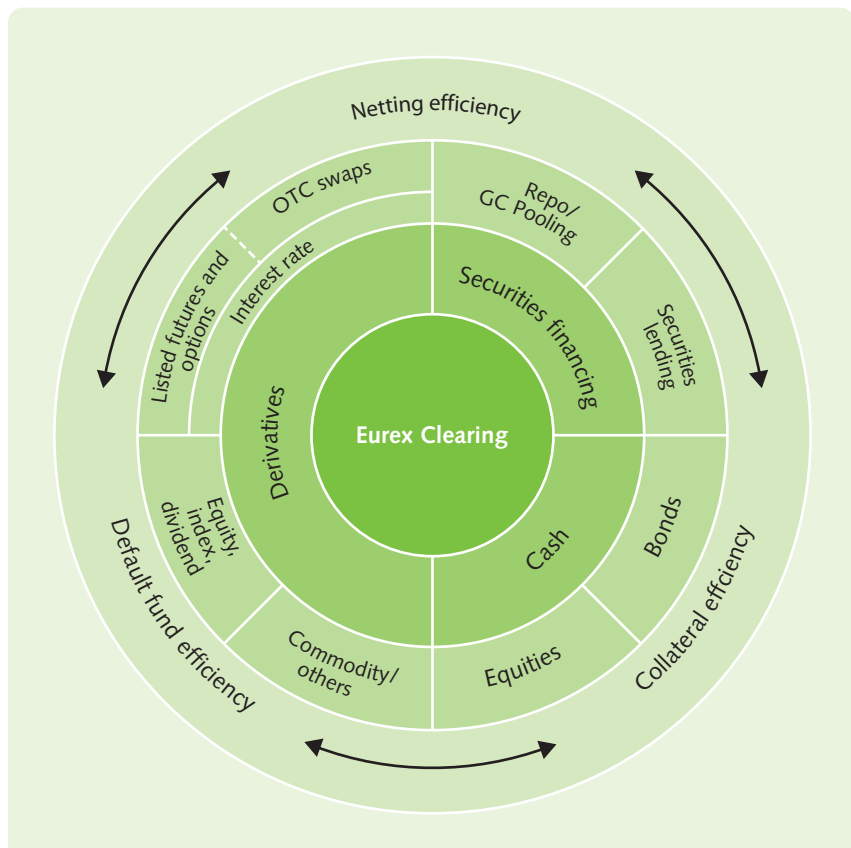 Netting efficiency
OTC swaps
Repo/
GC Pooling
Interest rate
Listed futures and
options
Securities financing
Securities
lending
Derivatives
Eurex Clearing
Equity,
index,
dividend
Cash
Bonds
Default fund efficiency
Commodity/
others
Equities
Collateral effciency